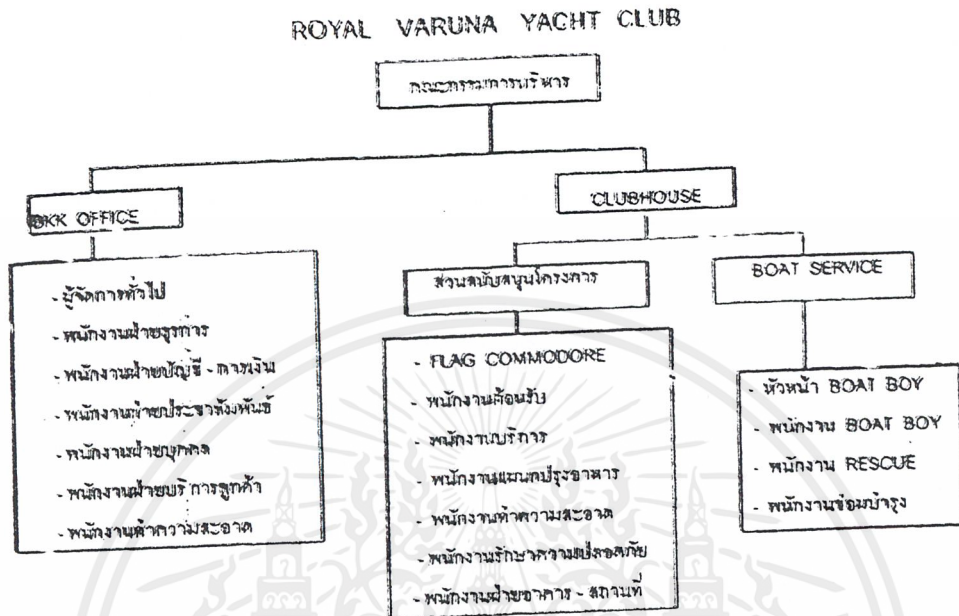 ROYAL VARUNA YACHT CLUB
คณะกรรมการบริหาร
BKK OFFICE
- ผู้จัดการทั่วไป
- พนักงานฝ่ายธุรการ
- พนักงานฝ่ายบัญชี - การเงิน
- พนักงานฝ่ายประชาสัมพันธ์
- พนักงานฝ่ายบุคคล
- พนักงานฝ่ายบริการลูกค้า
- พนักงานทำความสะอาด
CLUBHOUSE
ส่วนสนับสนุนโครงการ
- FLAG COMMODORE
- พนักงานต้อนรับ
- พนักงานบริการ
- พนักงานแผนกปรุงอาหาร
- พนักงานทำความสะอาด
- พนักงานรักษาความปลอดภัย
- พนักงานฝ่ายอาคาร - สถานที่
BOAT SERVICE
- หัวหน้า BOAT BOY
- พนักงาน BOAT BOY
- พนักงาน RESCUE
- พนักงานซ่อมบำรุง